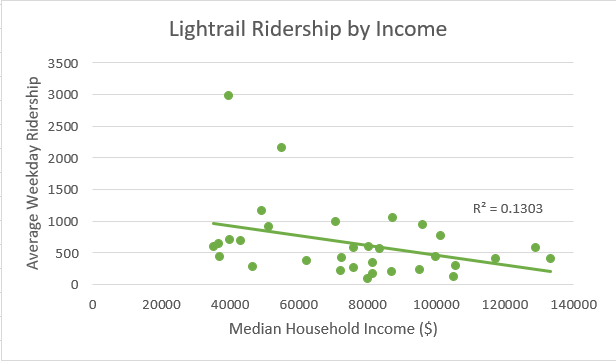 Lightrail Ridership by Income
Average Weekday Ridership
3500
3000
2500
2000
1500
1000
500
0
R² = 0.1303
0 20000 40000 60000 80000 100000 120000 140000
Median Household Income ($)